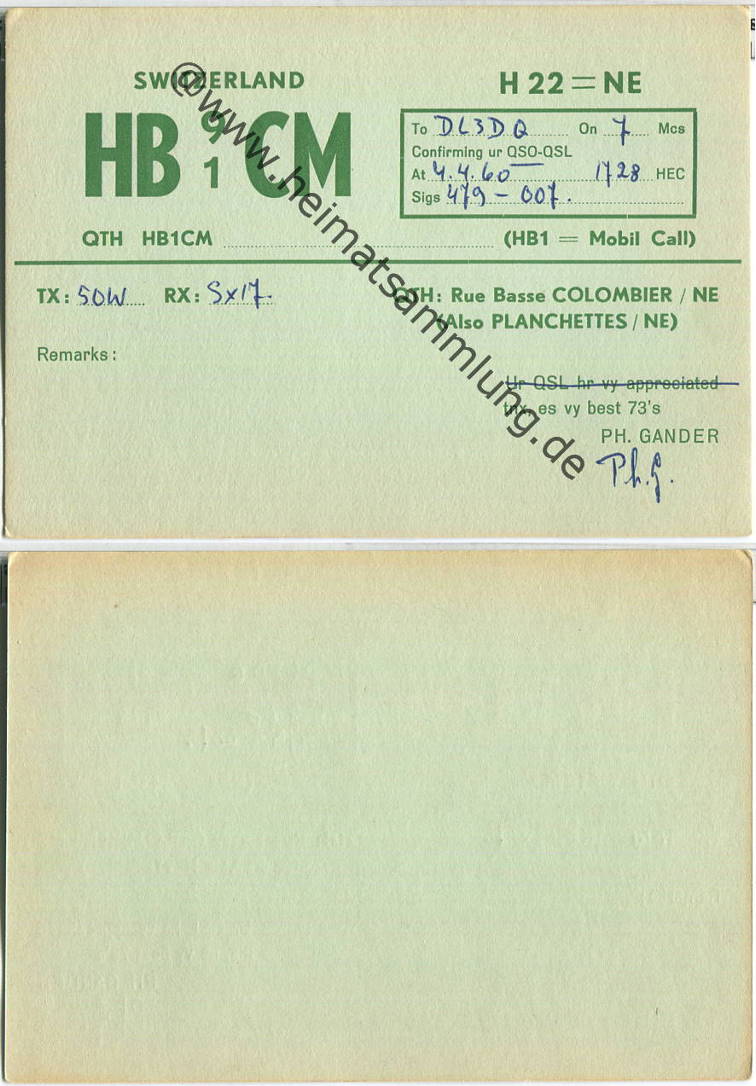 SWITZERLAND
H 22 = NE
HB 9 1 CM
To DL3DQ On 7 Mcs
Confirming ur QSO-QSL
At 4.4.60 1728 HEC
Sigs 479 - 007.
QTH HB1CM (HB1 = Mobil Call)
TX: 50W RX: Sx17.
QTH: Rue Basse COLOMBIER / NE
(Also PLANCHETTES / NE)
Remarks:
Ur QSL hr vy appreciated
tnx. es vy best 73's
PH. GANDER
Ph.G.
@www.heimatsammlung.de